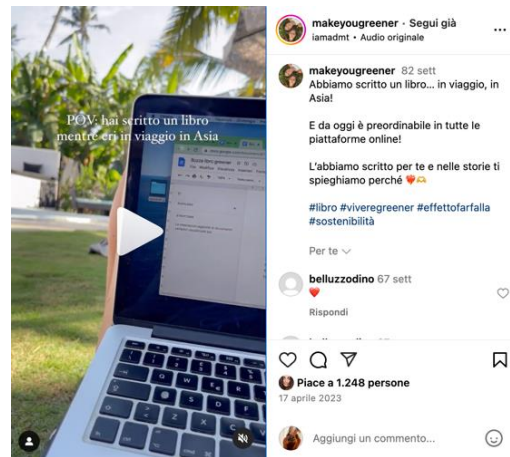 POV: hai scritto un libro
mentre eri in viaggio in Asia
makeyougreener · Segui già
iamadmt • Audio originale
makeyougreener 82 sett
Abbiamo scritto un libro... in viaggio, in
Asia!
E da oggi è preordinabile in tutte le
piattaforme online!
L'abbiamo scritto per te e nelle storie ti
spieghiamo perché ❤️‍🔥🫶
#libro #viveregreener #effettofarfalla
#sostenibilità
Per te
belluzzodino 67 sett
❤️
Rispondi
Piace a 1.248 persone
17 aprile 2023
Aggiungi un commento...